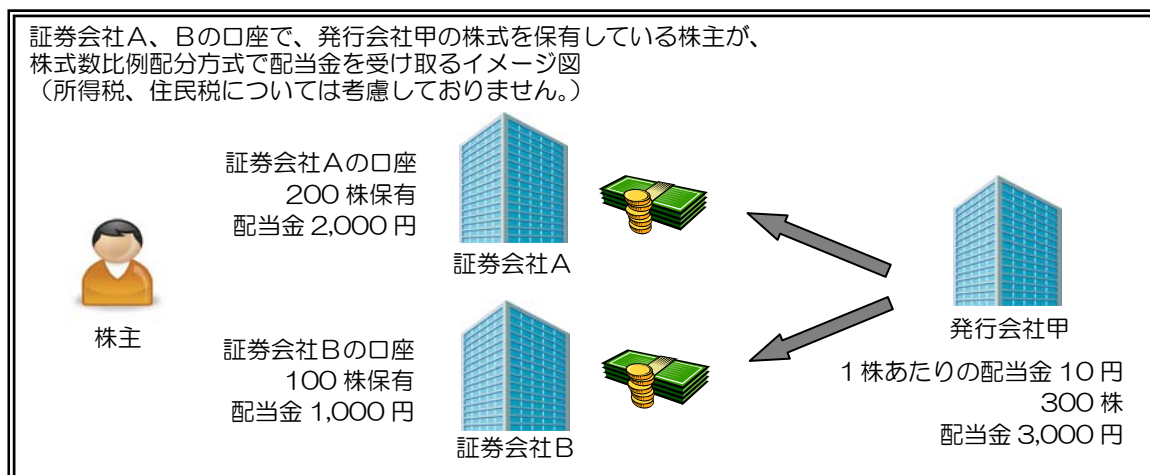 証券会社A、Bの口座で、発行会社甲の株式を保有している株主が、
株式数比例配分方式で配当金を受け取るイメージ図
（所得税、住民税については考慮しておりません。）
証券会社Aの口座
200 株保有
配当金 2,000 円
証券会社A
株主
証券会社Bの口座
100 株保有
配当金 1,000 円
証券会社B
発行会社甲
1 株あたりの配当金 10 円
300 株
配当金 3,000 円